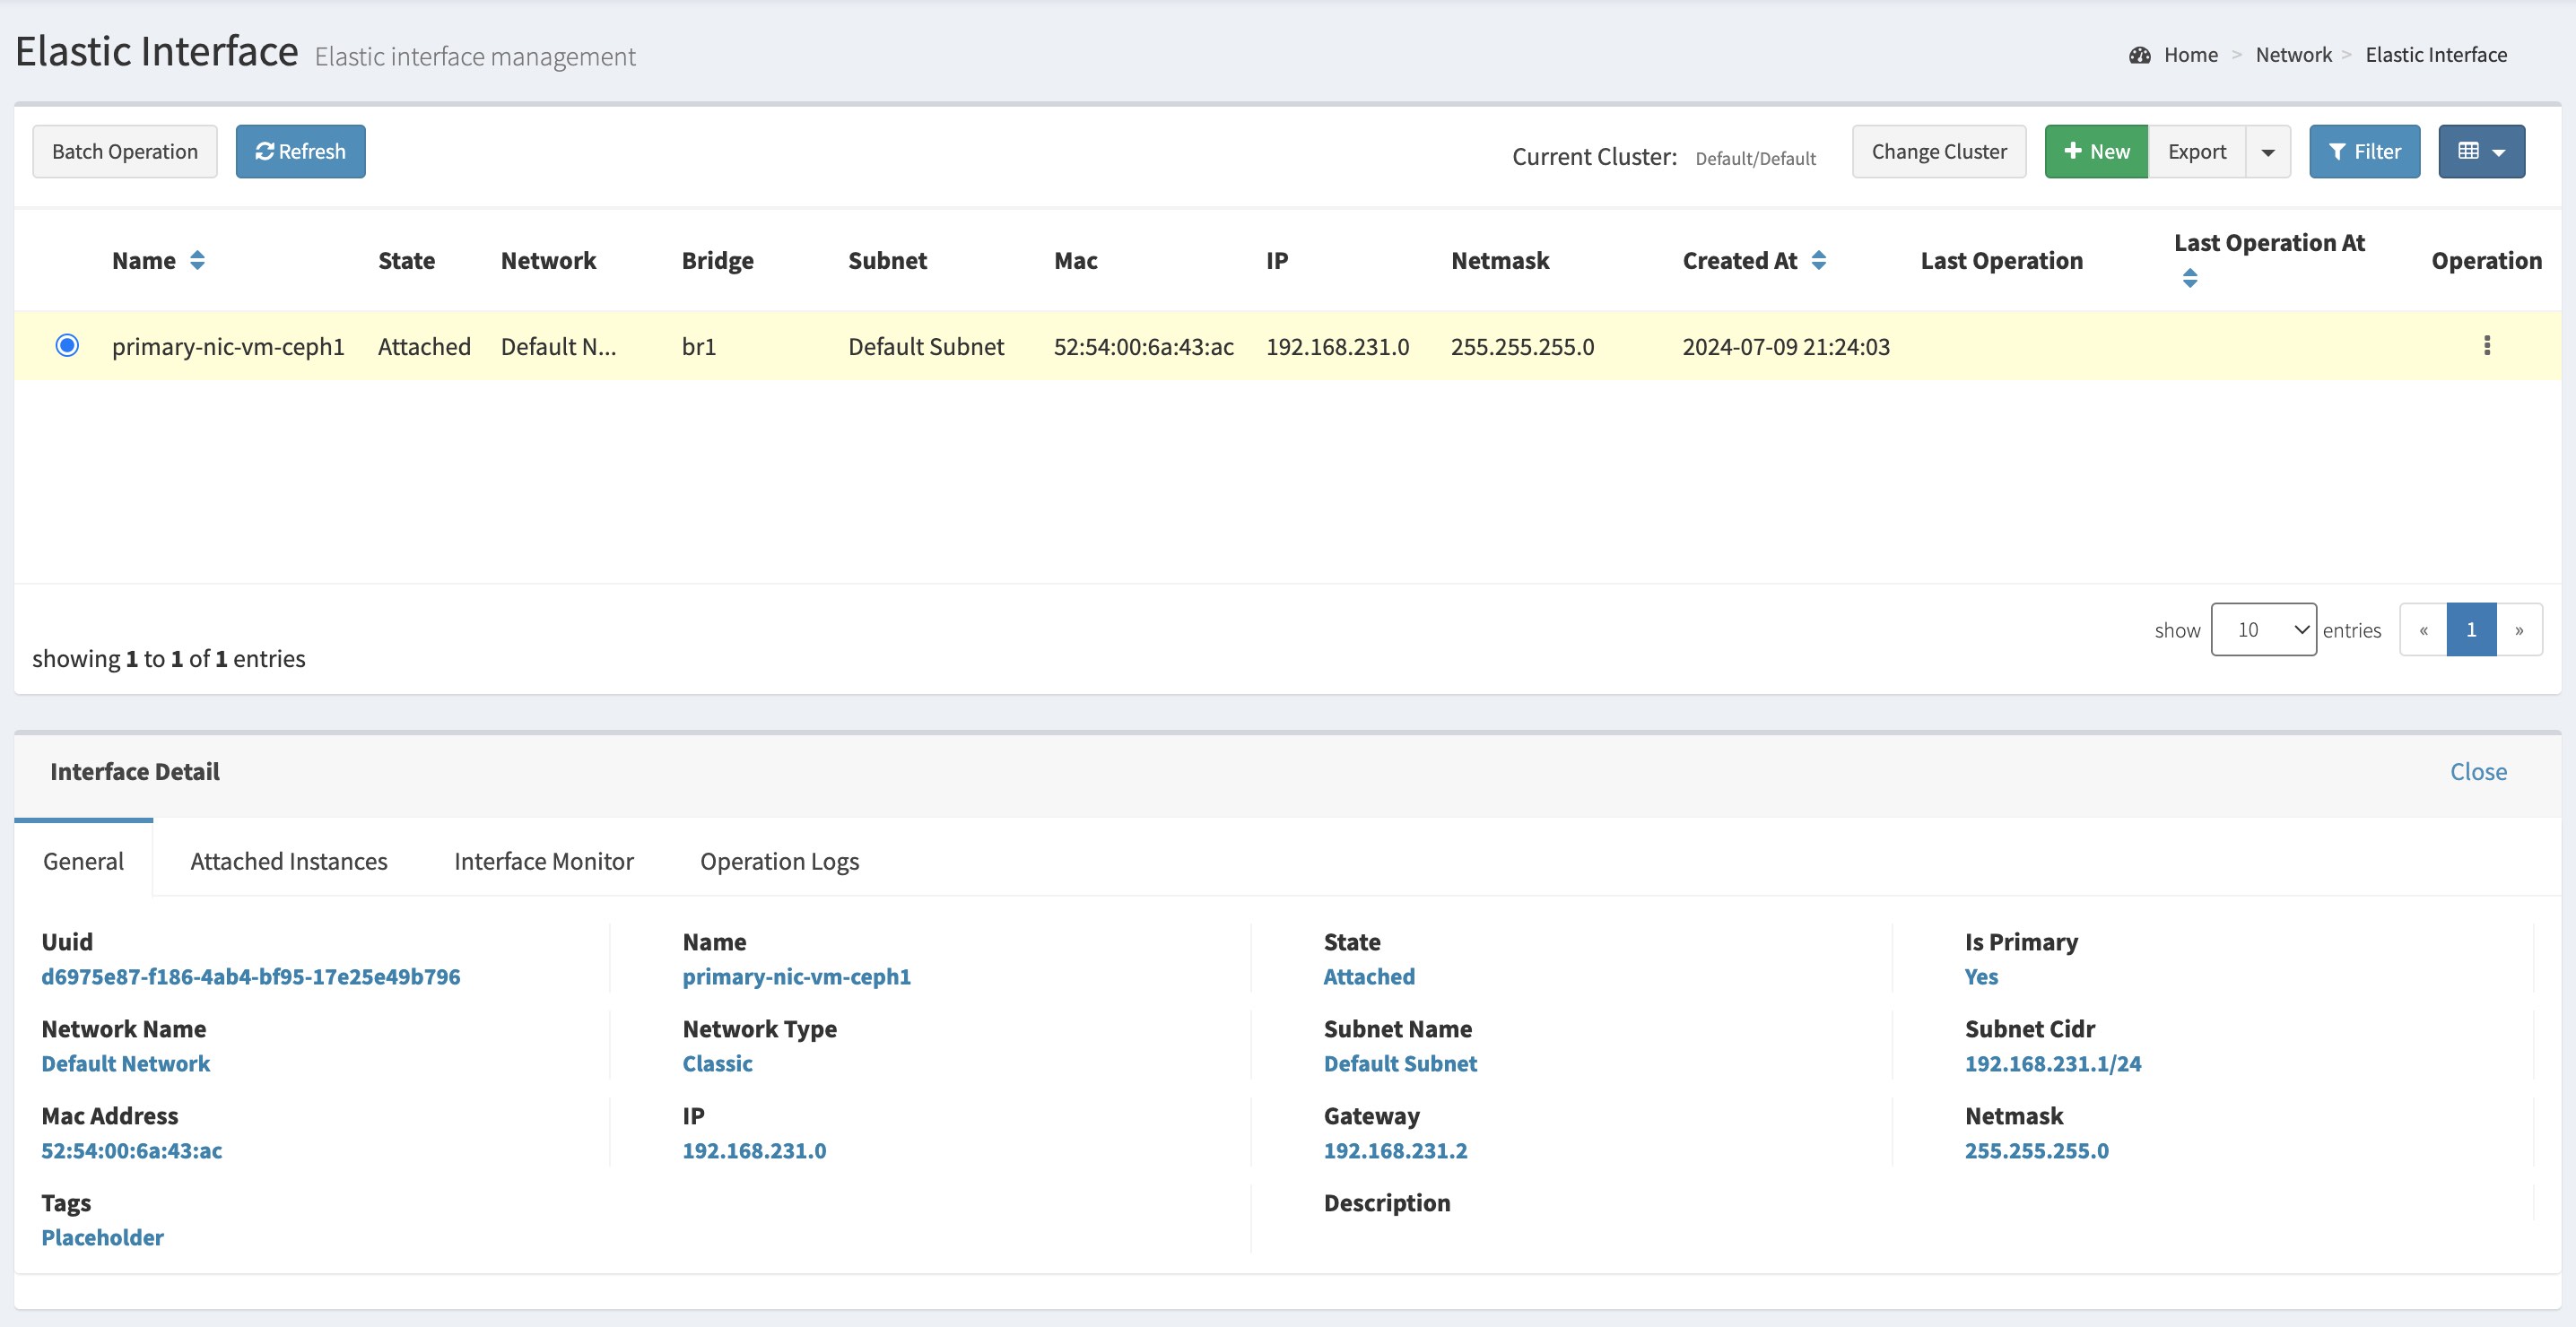 Elastic Interface Elastic interface management
Home > Network > Elastic Interface
Batch Operation Refresh Current Cluster: Default/Default Change Cluster New Export Filter
Name State Network Bridge Subnet Mac IP Netmask Created At Last Operation Last Operation At Operation
primary-nic-vm-ceph1 Attached Default N... br1 Default Subnet 52:54:00:6a:43:ac 192.168.231.0 255.255.255.0 2024-07-09 21:24:03
show 10 entries « 1 »
showing 1 to 1 of 1 entries
Interface Detail Close
General Attached Instances Interface Monitor Operation Logs
Uuid Name State Is Primary
d6975e87-f186-4ab4-bf95-17e25e49b796 primary-nic-vm-ceph1 Attached Yes
Network Name Network Type Subnet Name Subnet Cidr
Default Network Classic Default Subnet 192.168.231.1/24
Mac Address IP Gateway Netmask
52:54:00:6a:43:ac 192.168.231.0 192.168.231.2 255.255.255.0
Tags Description
Placeholder